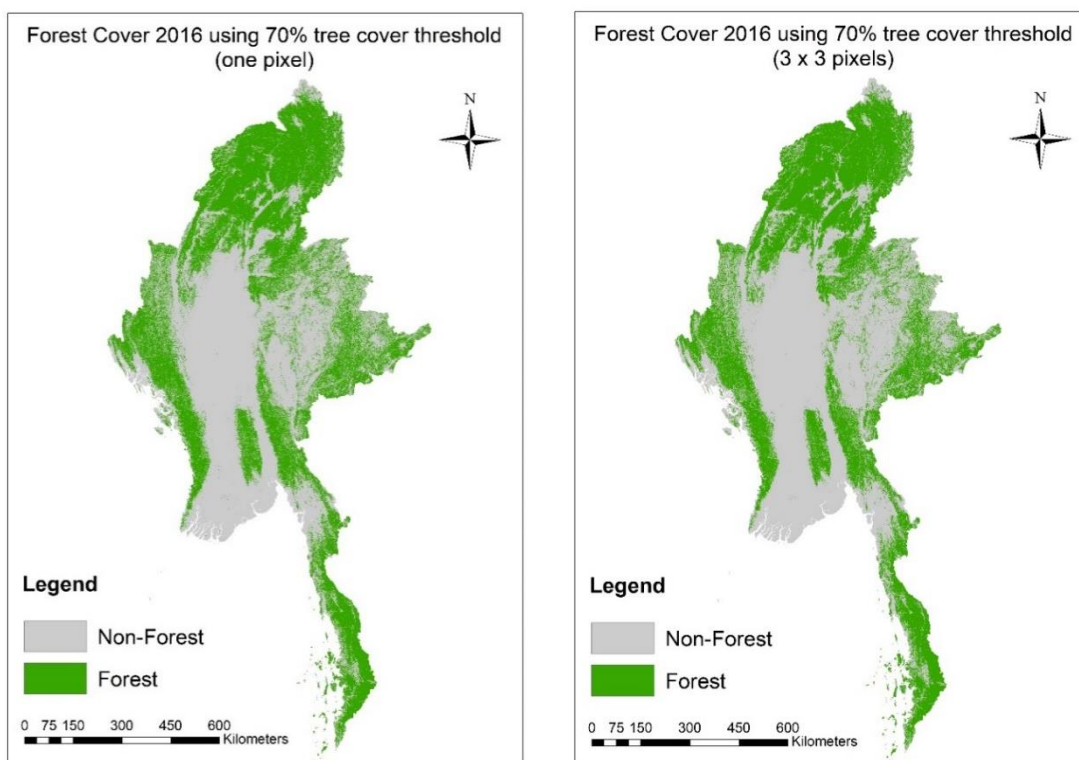 Forest Cover 2016 using 70% tree cover threshold
(one pixel)
N
Legend
Non-Forest
Forest
0 75 150 300 450 600
Kilometers
Forest Cover 2016 using 70% tree cover threshold
(3 x 3 pixels)
N
Legend
Non-Forest
Forest
0 75 150 300 450 600
Kilometers